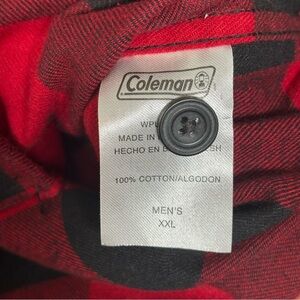 Coleman
MADE IN
HECHO EN
100% COTTON/ALGODON
MEN'S
XXL